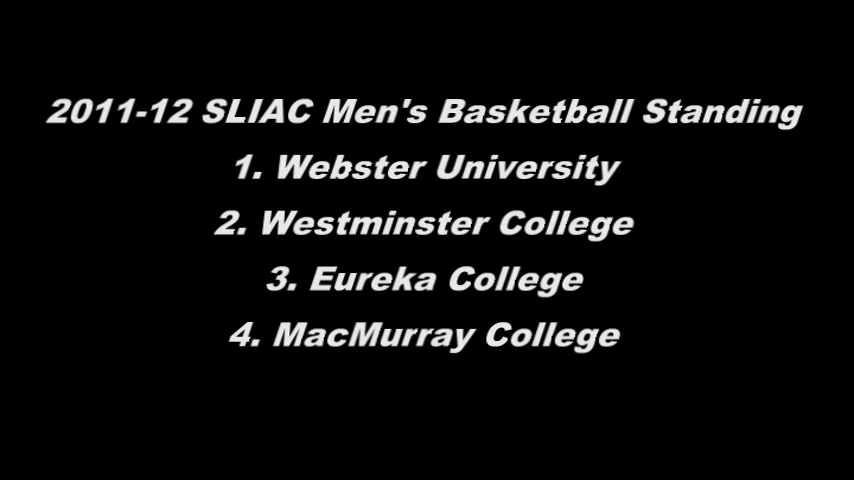 2011-12 SLIAC Men's Basketball Standing
1. Webster University
2. Westminster College
3. Eureka College
4. MacMurray College